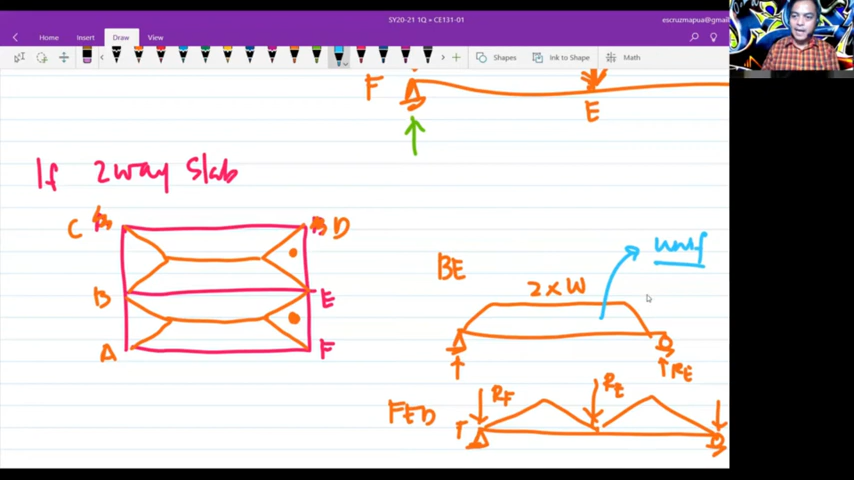 SY20-21 1Q » CE131-01
escruzmapua@gmail
Home Insert Draw View
Shapes Ink to Shape Math
F
E
If 2way Slab
C D
B E
A F
BE
2 x W
unif
RE
FED
F RF RE